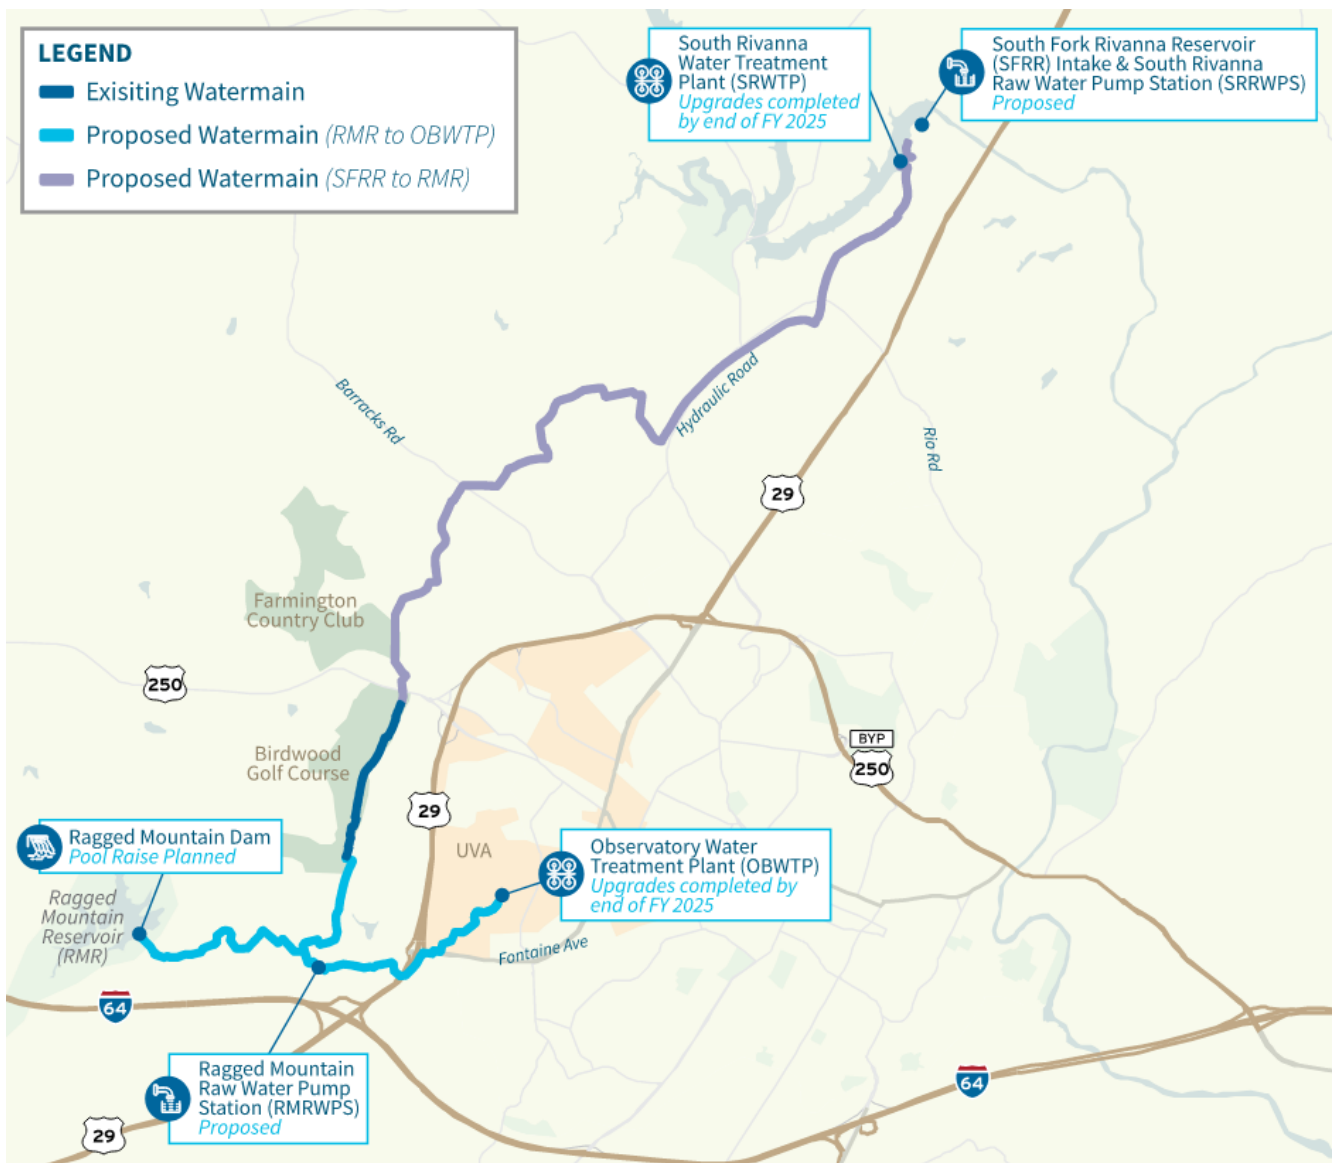 LEGEND
Exisiting Watermain
Proposed Watermain (RMR to OBWTP)
Proposed Watermain (SFRR to RMR)
South Rivanna
Water Treatment
Plant (SRWTP)
Upgrades completed
by end of FY 2025
South Fork Rivanna Reservoir
(SFRR) Intake & South Rivanna
Raw Water Pump Station (SRRWPS)
Proposed
Barracks Rd
Hydraulic Road
Rio Rd
29
Farmington
Country Club
250
Birdwood
Golf Course
BYP
250
29
UVA
Ragged Mountain Dam
Pool Raise Planned
Observatory Water
Treatment Plant (OBWTP)
Upgrades completed by
end of FY 2025
Ragged
Mountain
Reservoir
(RMR)
Fontaine Ave
64
Ragged Mountain
Raw Water Pump
Station (RMRWPS)
Proposed
64
29